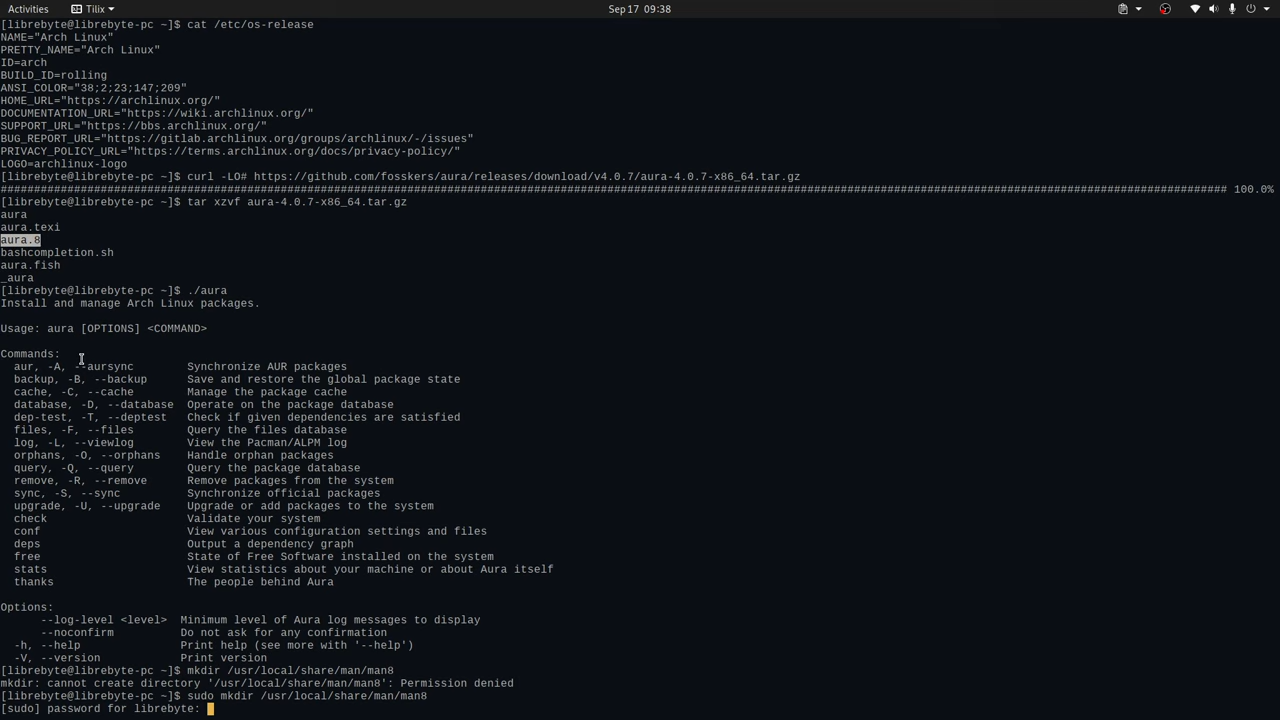 Activities Tilix Sep 17 09:38
[librebyte@librebyte-pc ~]$ cat /etc/os-release
NAME="Arch Linux"
PRETTY_NAME="Arch Linux"
ID=arch
BUILD_ID=rolling
ANSI_COLOR="38;2;23;147;209"
HOME_URL="https://archlinux.org/"
DOCUMENTATION_URL="https://wiki.archlinux.org/"
SUPPORT_URL="https://bbs.archlinux.org/"
BUG_REPORT_URL="https://gitlab.archlinux.org/groups/archlinux/-/issues"
PRIVACY_POLICY_URL="https://terms.archlinux.org/docs/privacy-policy/"
LOGO=archlinux-logo
[librebyte@librebyte-pc ~]$ curl -LO# https://github.com/fosskers/aura/releases/download/v4.0.7/aura-4.0.7-x86_64.tar.gz
######################################################################################################################################################################################## 100.0%
[librebyte@librebyte-pc ~]$ tar xzvf aura-4.0.7-x86_64.tar.gz
aura
aura.texi
aura.8
bashcompletion.sh
aura.fish
_aura
[librebyte@librebyte-pc ~]$ ./aura
Install and manage Arch Linux packages.
Usage: aura [OPTIONS] <COMMAND>
Commands:
aur, -A, --aursync Synchronize AUR packages
backup, -B, --backup Save and restore the global package state
cache, -C, --cache Manage the package cache
database, -D, --database Operate on the package database
dep-test, -T, --deptest Check if given dependencies are satisfied
files, -F, --files Query the files database
log, -L, --viewlog View the Pacman/ALPM log
orphans, -O, --orphans Handle orphan packages
query, -Q, --query Query the package database
remove, -R, --remove Remove packages from the system
sync, -S, --sync Synchronize official packages
upgrade, -U, --upgrade Upgrade or add packages to the system
check Validate your system
conf View various configuration settings and files
deps Output a dependency graph
free State of Free Software installed on the system
stats View statistics about your machine or about Aura itself
thanks The people behind Aura
Options:
--log-level <level> Minimum level of Aura log messages to display
--noconfirm Do not ask for any confirmation
-h, --help Print help (see more with '--help')
-V, --version Print version
[librebyte@librebyte-pc ~]$ mkdir /usr/local/share/man/man8
mkdir: cannot create directory '/usr/local/share/man/man8': Permission denied
[librebyte@librebyte-pc ~]$ sudo mkdir /usr/local/share/man/man8
[sudo] password for librebyte: